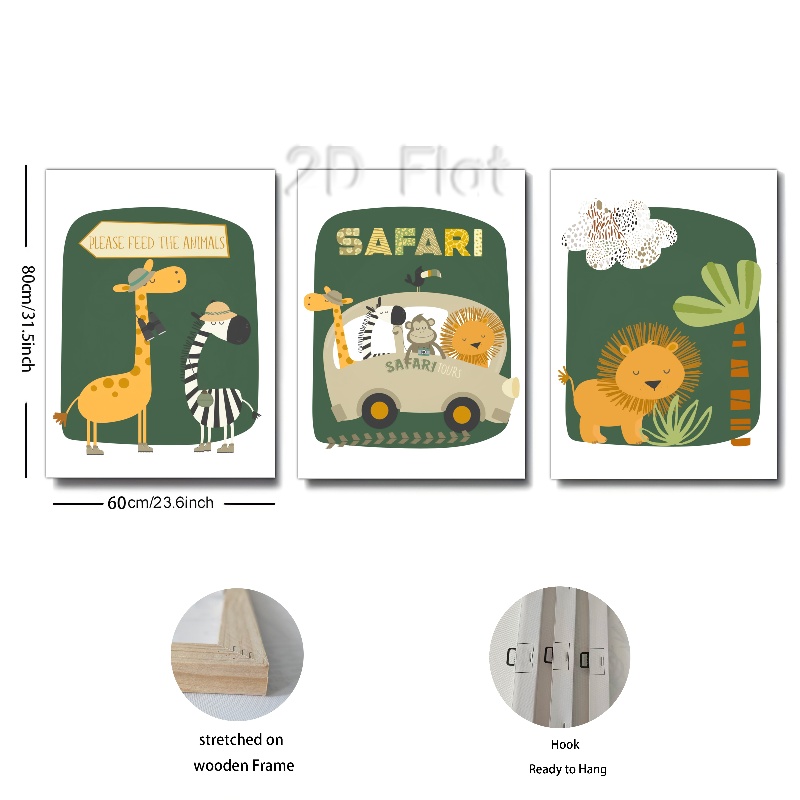 2D Flat
PLEASE FEED THE ANIMALS
SAFARI
SAFARI TOURS
80cm/31.5inch
60cm/23.6inch
stretched on
wooden Frame
Hook
Ready to Hang